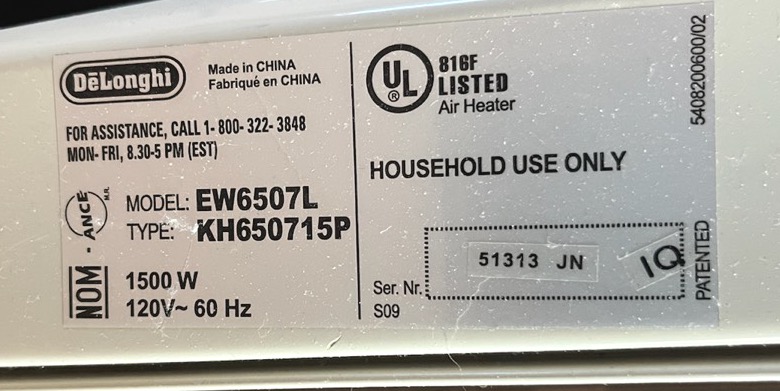 DeLonghi
Made in CHINA
Fabriqué en CHINA
FOR ASSISTANCE, CALL 1- 800- 322- 3848
MON- FRI, 8.30-5 PM (EST)
MODEL: EW6507L
TYPE: KH650715P
NOM - ANCE M.R.
1500 W
120V~ 60 Hz
UL ®
816F
LISTED
Air Heater
HOUSEHOLD USE ONLY
51313 JN
IQ
Ser. Nr.
S09
5408200600/02
PATENTED